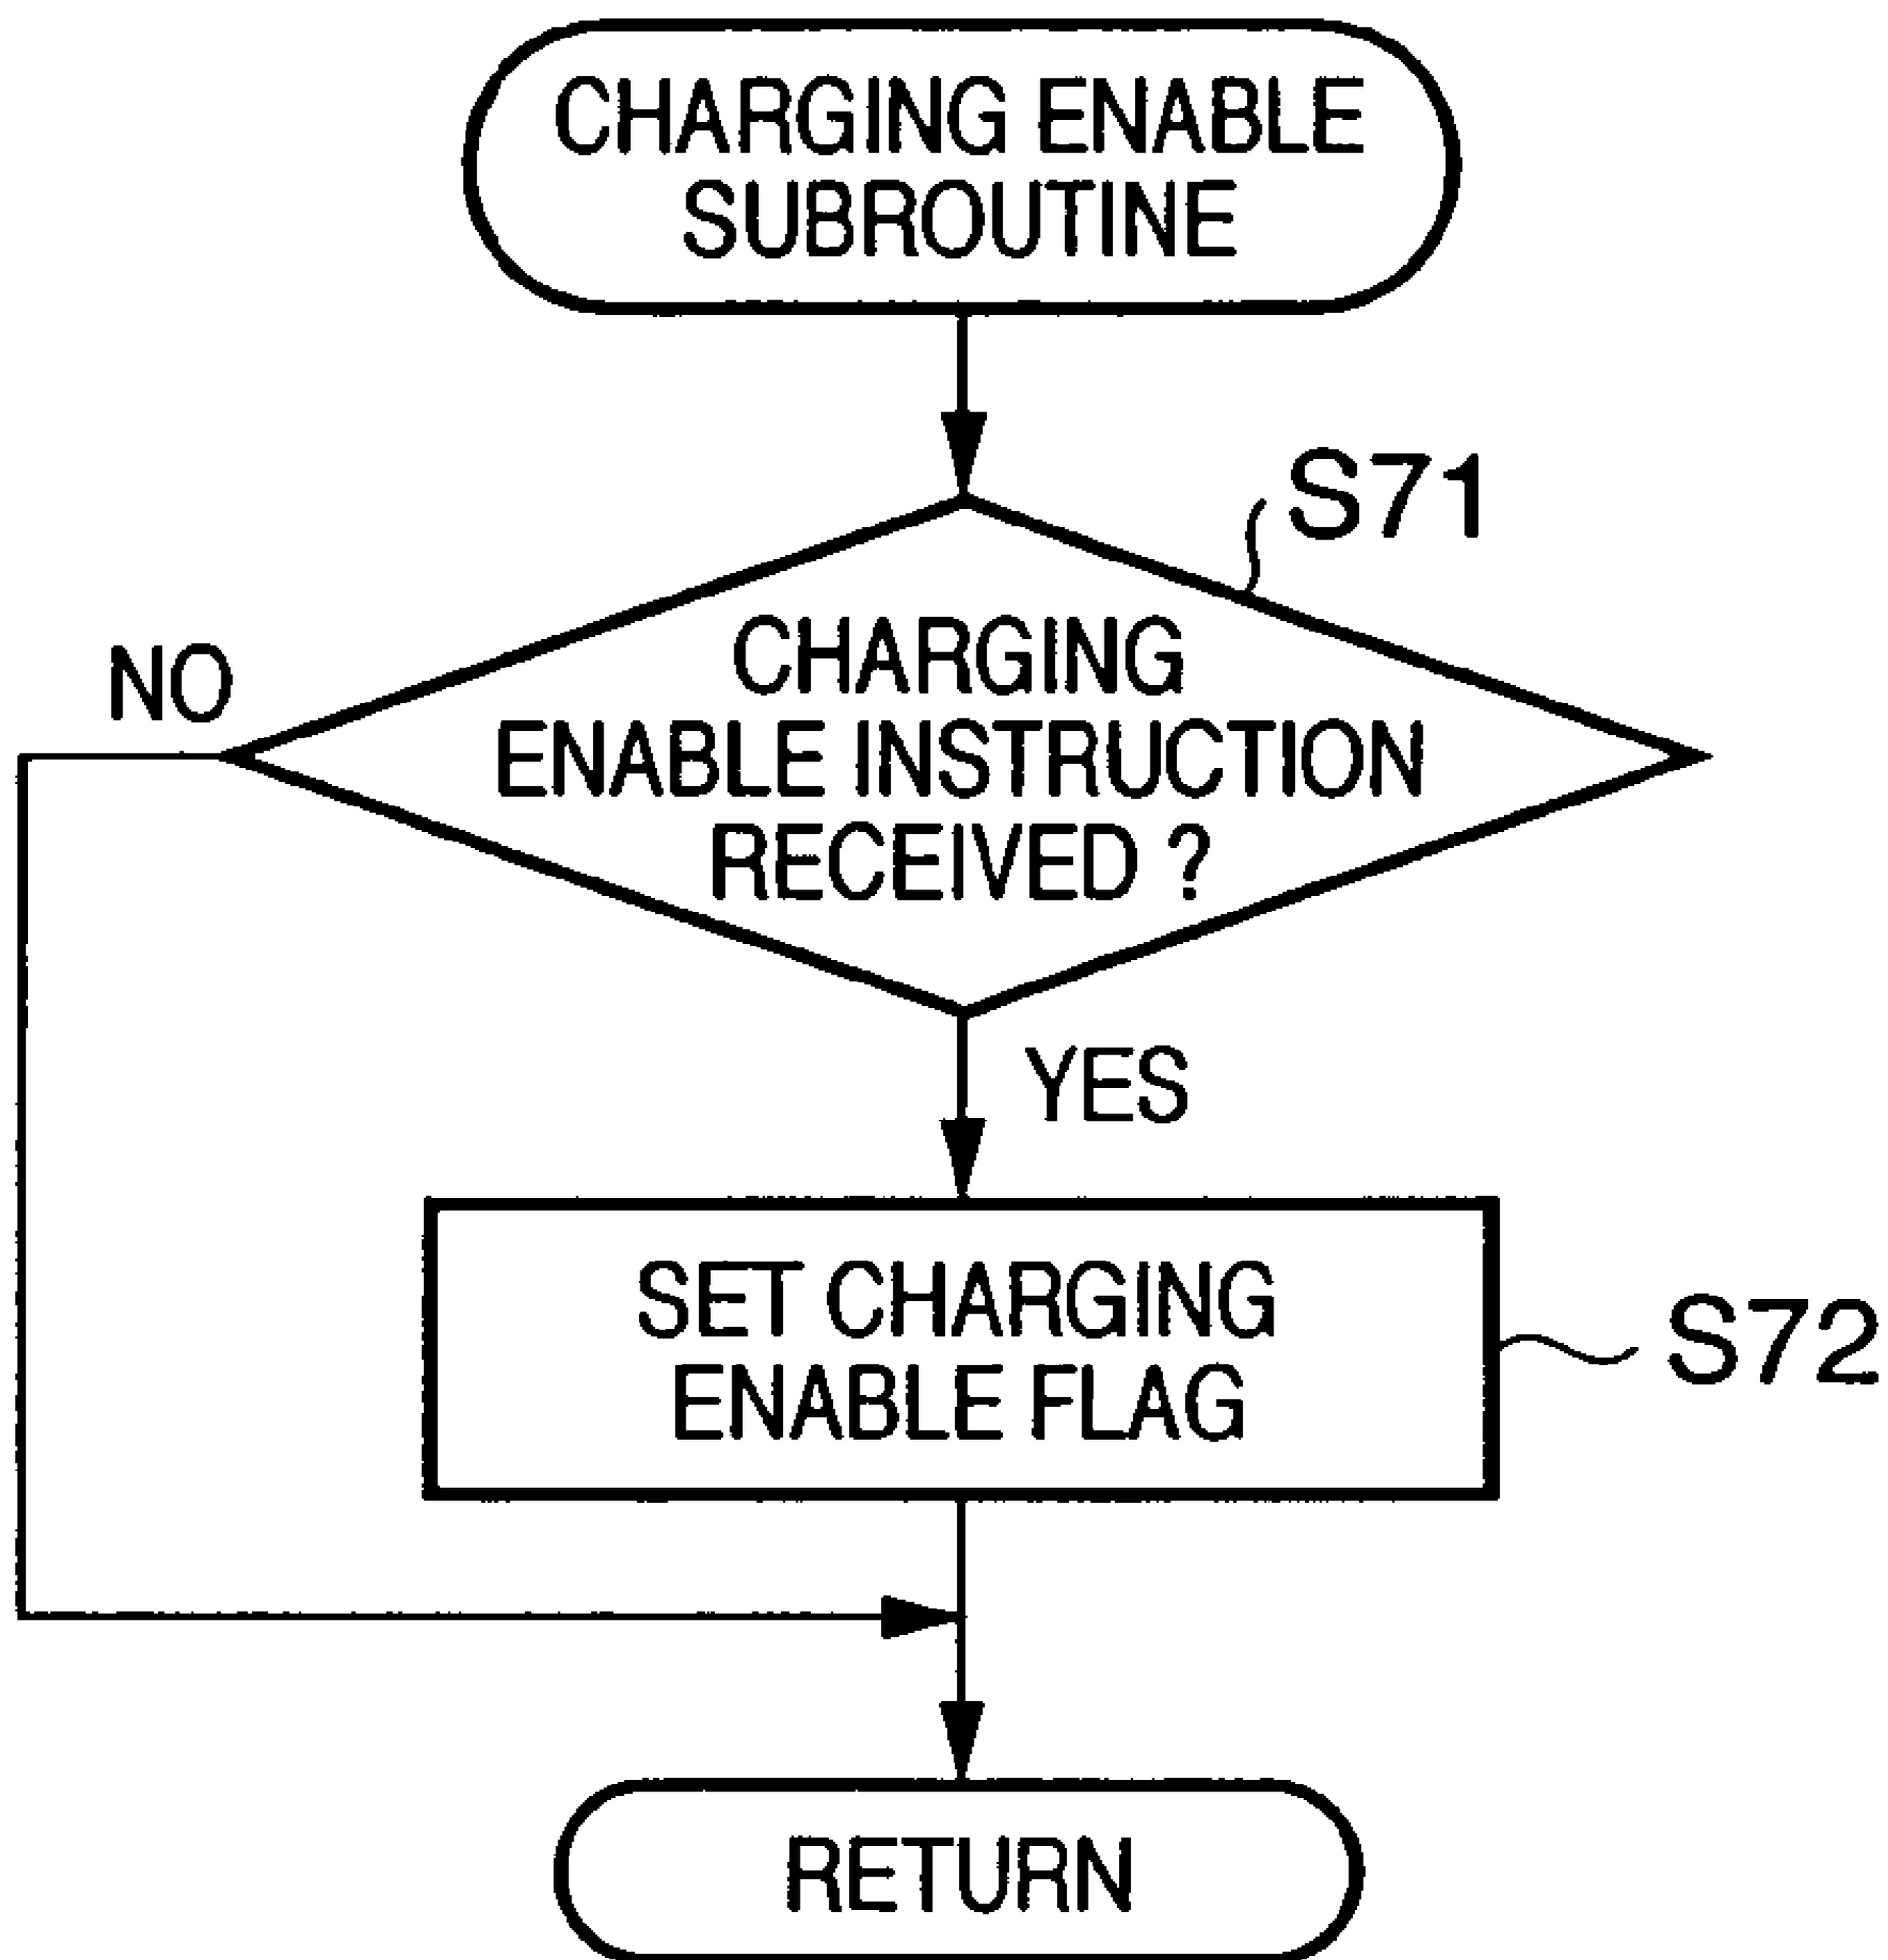 CHARGING ENABLE
SUBROUTINE
S71
CHARGING
ENABLE INSTRUCTION
RECEIVED ?
NO
YES
SET CHARGING
ENABLE FLAG
S72
RETURN